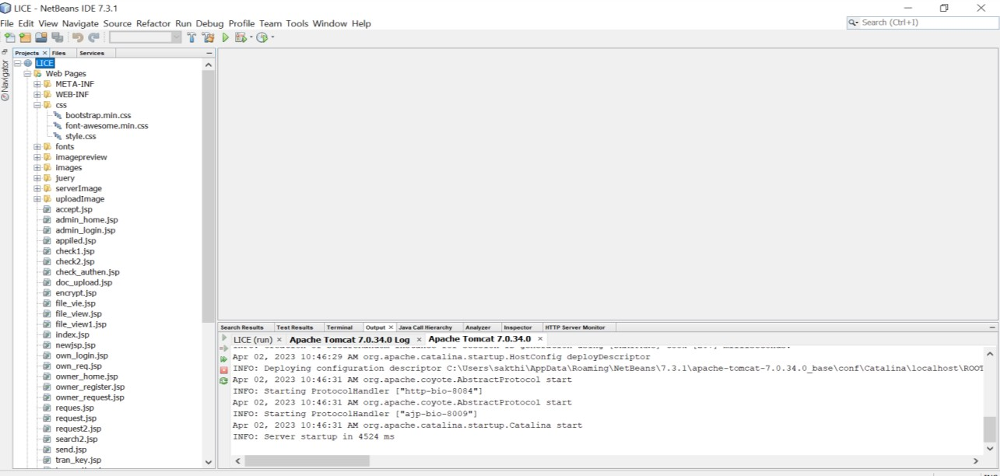 LICE - NetBeans IDE 7.3.1
File Edit View Navigate Source Refactor Run Debug Profile Team Tools Window Help
Search (Ctrl+I)
Projects × Files Services
Navigator
LICE
Web Pages
META-INF
WEB-INF
css
bootstrap.min.css
font-awesome.min.css
style.css
fonts
imagepreview
images
juery
serverImage
uploadImage
accept.jsp
admin_home.jsp
admin_login.jsp
appiled.jsp
check1.jsp
check2.jsp
check_authen.jsp
doc_upload.jsp
encrypt.jsp
file_vie.jsp
file_view.jsp
file_view1.jsp
index.jsp
newjsp.jsp
own_login.jsp
own_req.jsp
owner_home.jsp
owner_register.jsp
owner_request.jsp
reques.jsp
request.jsp
request2.jsp
search2.jsp
send.jsp
tran_key.jsp
Search Results Test Results Terminal Output × Java Call Hierarchy Analyzer Inspector HTTP Server Monitor
LICE (run) × Apache Tomcat 7.0.34.0 Log × Apache Tomcat 7.0.34.0 ×
Apr 02, 2023 10:46:29 AM org.apache.catalina.startup.HostConfig deployDescriptor
INFO: Deploying configuration descriptor C:\Users\sakthi\AppData\Roaming\NetBeans\7.3.1\apache-tomcat-7.0.34.0_base\conf\Catalina\localhost\ROOT
Apr 02, 2023 10:46:31 AM org.apache.coyote.AbstractProtocol start
INFO: Starting ProtocolHandler ["http-bio-8084"]
Apr 02, 2023 10:46:31 AM org.apache.coyote.AbstractProtocol start
INFO: Starting ProtocolHandler ["ajp-bio-8009"]
Apr 02, 2023 10:46:31 AM org.apache.catalina.startup.Catalina start
INFO: Server startup in 4524 ms